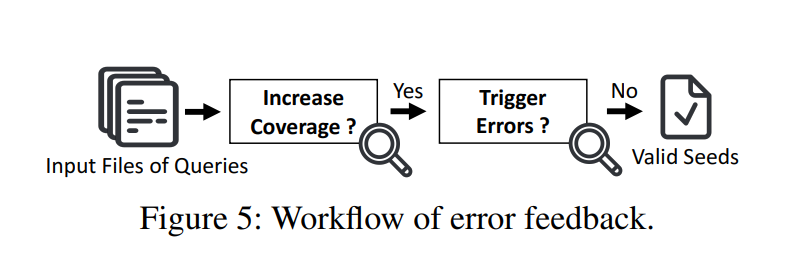 Increase
Coverage ?
Yes
Trigger
Errors ?
No
Input Files of Queries
Valid Seeds
Figure 5: Workflow of error feedback.